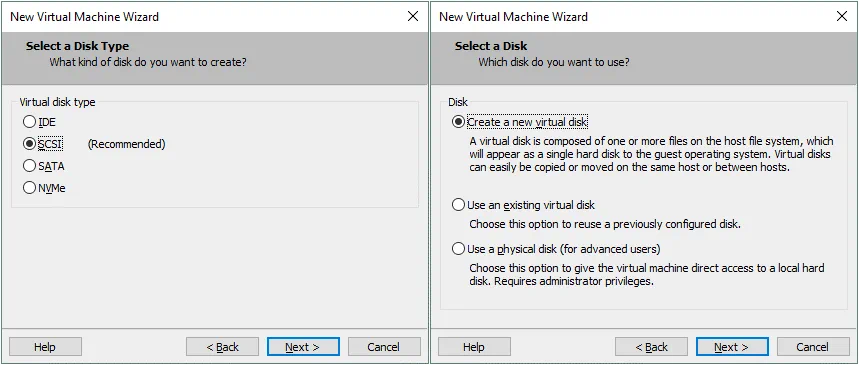 New Virtual Machine Wizard
Select a Disk Type
What kind of disk do you want to create?
Virtual disk type
IDE
SCSI (Recommended)
SATA
NVMe
Help
< Back
Next >
Cancel
New Virtual Machine Wizard
Select a Disk
Which disk do you want to use?
Disk
Create a new virtual disk
A virtual disk is composed of one or more files on the host file system, which
will appear as a single hard disk to the guest operating system. Virtual disks
can easily be copied or moved on the same host or between hosts.
Use an existing virtual disk
Choose this option to reuse a previously configured disk.
Use a physical disk (for advanced users)
Choose this option to give the virtual machine direct access to a local hard
disk. Requires administrator privileges.
Help
< Back
Next >
Cancel